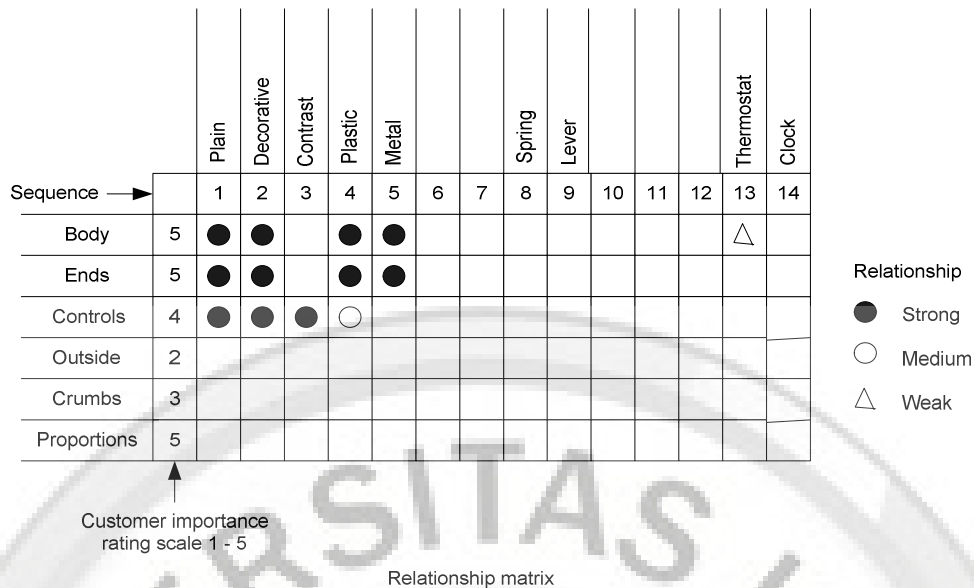 Plain Decorative Contrast Plastic Metal Spring Lever Thermostat Clock
Sequence 1 2 3 4 5 6 7 8 9 10 11 12 13 14
Body 5
Ends 5
Controls 4
Outside 2
Crumbs 3
Proportions 5
Relationship
Strong
Medium
Weak
Customer importance
rating scale 1 - 5
Relationship matrix
RSITAS